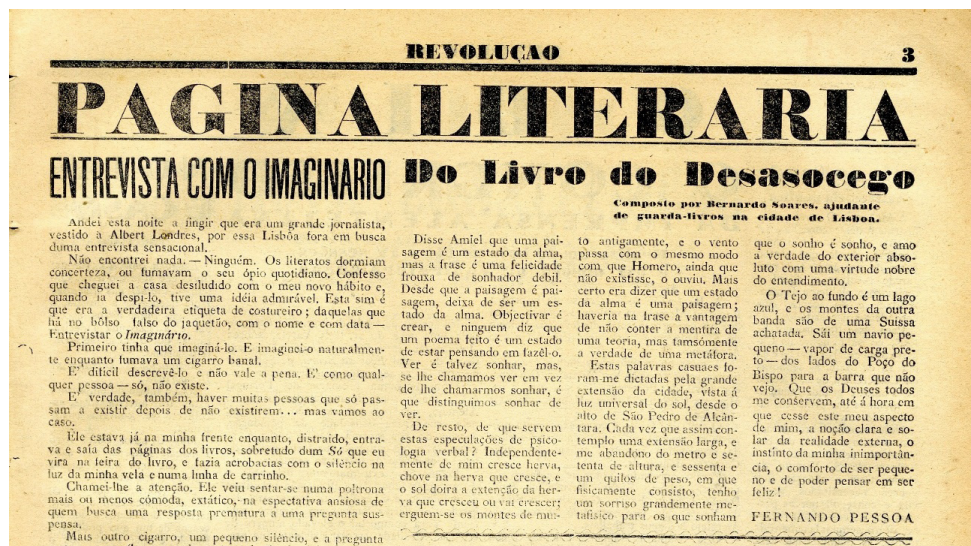 REVOLUÇAO
3
PAGINA LITERARIA
ENTREVISTA COM O IMAGINARIO
Andei esta noite a fingir que era um grande jornalista,
vestido à Albert Londres, por essa Lisbôa fora em busca
duma entrevista sensacional.
Não encontrei nada. — Ninguém. Os literatos dormiam
concerteza, ou fumavam o seu ópio quotidiano. Confesso
que cheguei a casa desiludido com o meu novo hábito e,
quando ia despi-lo, tive uma idéia admirável. Esta sim é
que era a verdadeira etiqueta de costureiro; daquelas que
há no bôlso falso do jaquetão, com o nome e com data —
Entrevistar o Imaginário.
Primeiro tinha que imaginá-lo. E imaginei-o naturalmen-
te enquanto fumava um cigarro banal.
E' difícil descrevê-lo e não vale a pena. E' como qual-
quer pessoa — só, não existe.
E' verdade, também, haver muitas pessoas que só pas-
sam a existir depois de não existirem... mas vamos ao
caso.
Ele estava já na minha frente enquanto, distraido, entra-
va e saía das páginas dos livros, sobretudo dum Só que eu
vira na feira do livro, e fazia acrobacias com o silêncio na
luz da minha vela e numa linha de carrinho.
Chamei-lhe a atenção. Ele veiu sentar-se numa poltrona
mais ou menos cómoda, extático, na espectativa ansiosa de
quem busca uma resposta prematura a uma pregunta sus-
pensa.
Mais outro cigarro, um pequeno silêncio, e a pregunta
Do Livro do Desasocego
Composto por Bernardo Soares, ajudante
de guarda-livros na cidade de Lisboa.
Disse Amiel que uma pai-
sagem é um estado da alma,
mas a frase é uma felicidade
frouxa de sonhador debil.
Desde que a paisagem é pai-
sagem, deixa de ser um es-
tado da alma. Objectivar é
crear, e ninguem diz que
um poema feito é um estado
de estar pensando em fazêl-o.
Ver é talvez sonhar, mas,
se lhe chamamos ver em vez
de lhe chamarmos sonhar, é
que distinguimos sonhar de
ver.
De resto, de que servem
estas especulações de psico-
logia verbal? Independente-
mente de mim cresce herva,
chove na herva que cresce, e
o sol doira a extenção da her-
va que cresceu ou vai crescer;
erguem-se os montes de mui-
to antigamente, e o vento
passa com o mesmo modo
com que Homero, ainda que
não existisse, o ouviu. Mais
certo era dizer que um estado
da alma é uma paisagem;
haveria na frase a vantagem
de não conter a mentira de
uma teoria, mas tamsómente
a verdade de uma metáfora.
Estas palavras casuaes fo-
ram-me dictadas pela grande
extensão da cidade, vista á
luz universal do sol, desde o
alto de São Pedro de Alcân-
tara. Cada vez que assim con-
templo uma extensão larga, e
me abandono do metro e se-
tenta de altura, e sessenta e
um quilos de peso, em que
fisicamente consisto, tenho
um sorriso grandemente me-
tafisico para os que sonham
que o sonho é sonho, e amo
a verdade do exterior abso-
luto com uma virtude nobre
do entendimento.
O Tejo ao fundo é um lago
azul, e os montes da outra
banda são de uma Suissa
achatada. Sái um navio pe-
queno — vapor de carga pre-
to — dos lados do Poço do
Bispo para a barra que não
vejo. Que os Deuses todos
me conservem, até á hora em
que cesse este meu aspecto
de mim, a noção clara e so-
lar da realidade externa, o
instinto da minha inimportân-
cia, o comforto de ser peque-
no e de poder pensar em ser
feliz!
FERNANDO PESSOA